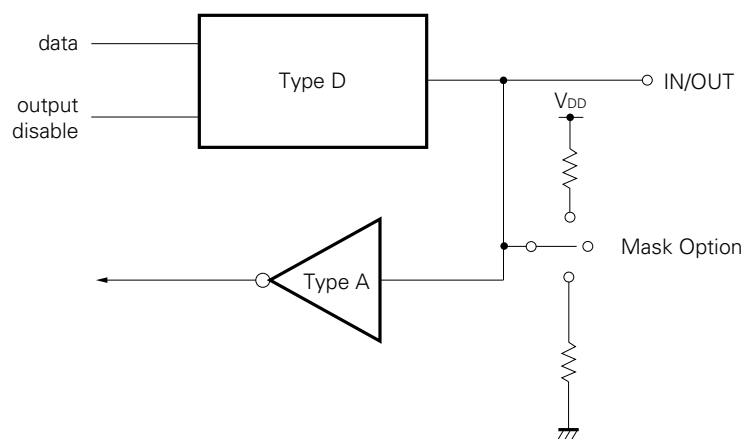 data
Type D
IN/OUT
VDD
output
disable
Mask Option
Type A